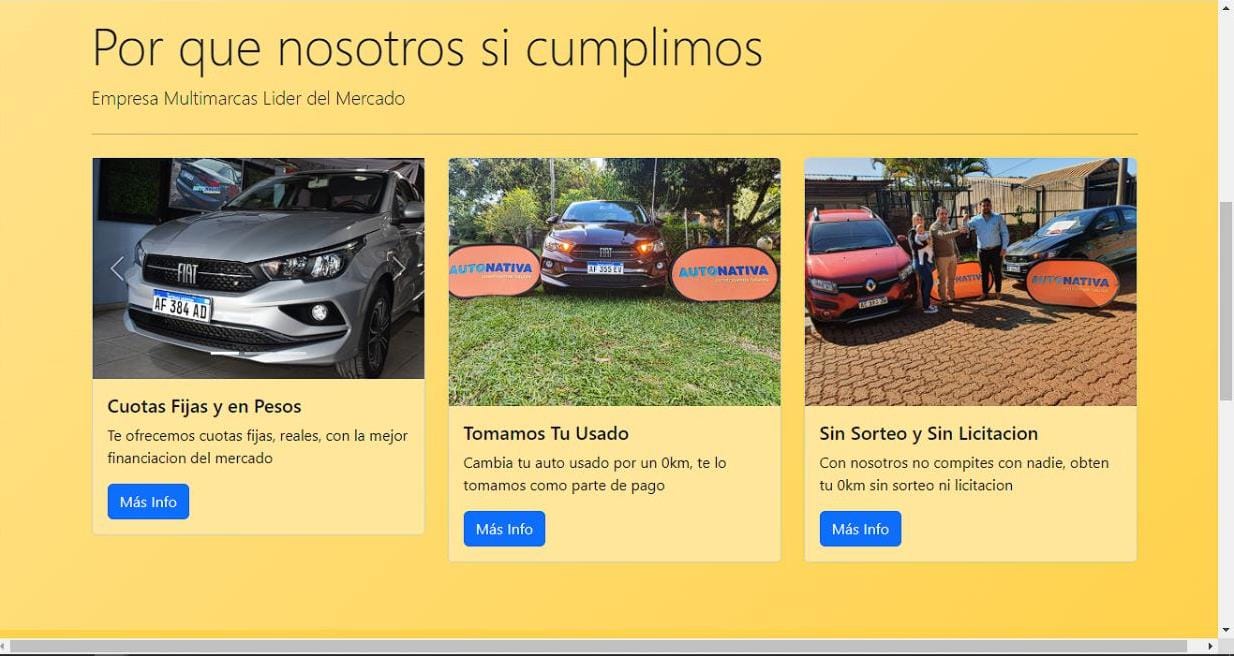 Por que nosotros si cumplimos
Empresa Multimarcas Lider del Mercado
FIAT
AF 384 AD
AUTONATIVA
FIAT
AF 355 EV
AUTONATIVA
AUTONATIVA
Cuotas Fijas y en Pesos
Te ofrecemos cuotas fijas, reales, con la mejor
financiacion del mercado
Más Info
Tomamos Tu Usado
Cambia tu auto usado por un 0km, te lo
tomamos como parte de pago
Más Info
Sin Sorteo y Sin Licitacion
Con nosotros no compites con nadie, obten
tu 0km sin sorteo ni licitacion
Más Info